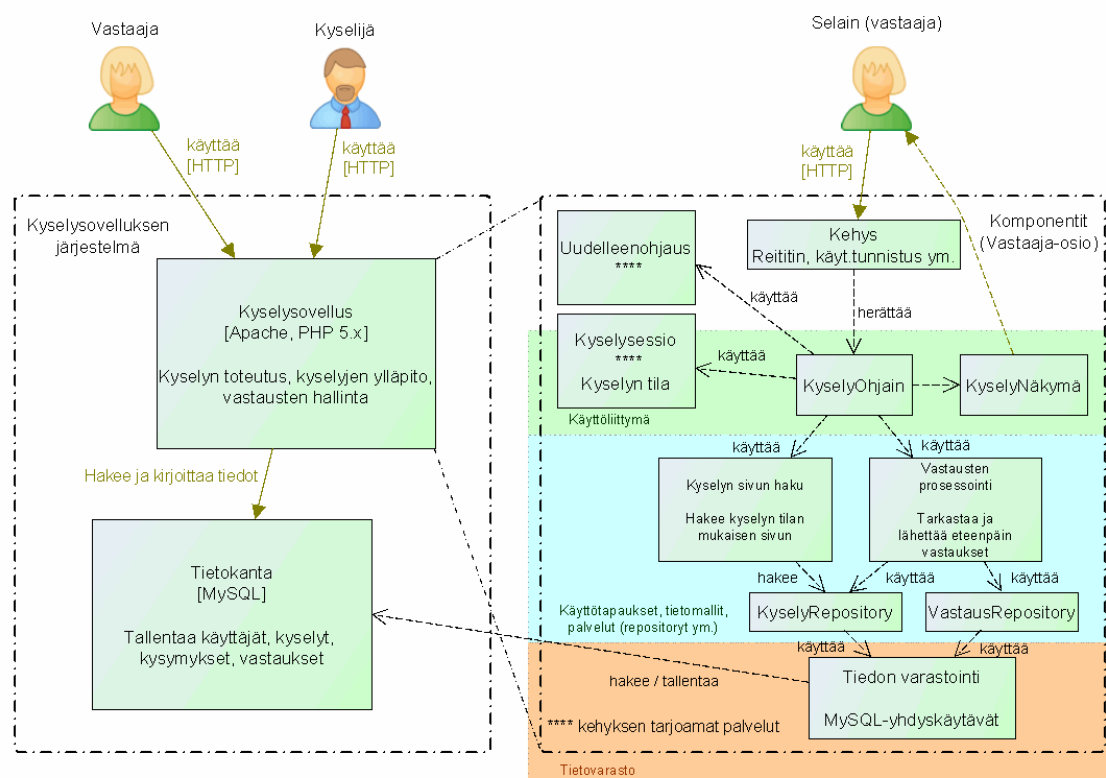 Vastaaja
Kyselijä
käyttää
[HTTP]
käyttää
[HTTP]
Kyselysovelluksen
järjestelmä
Kyselysovellus
[Apache, PHP 5.x]
Kyselyn toteutus, kyselyjen ylläpito,
vastausten hallinta
Hakee ja kirjoittaa tiedot
Tietokanta
[MySQL]
Tallentaa käyttäjät, kyselyt,
kysymykset, vastaukset
Selain (vastaaja)
käyttää
[HTTP]
Komponentit
(Vastaaja-osio)
Uudelleenohjaus
****
Kehys
Reititin, käyt.tunnistus ym.
käyttää
herättää
Kyselysessio
****
Kyselyn tila
käyttää
KyselyOhjain
KyselyNäkymä
Käyttöliittymä
käyttää
käyttää
Kyselyn sivun haku
Hakee kyselyn tilan
mukaisen sivun
Vastausten
prosessointi
Tarkastaa ja
lähettää eteenpäin
vastaukset
hakee
käyttää
käyttää
Käyttötapaukset, tietomallit,
palvelut (repositoryt ym.)
KyselyRepository
VastausRepository
käyttää
käyttää
hakee / tallentaa
Tiedon varastointi
MySQL-yhdyskäytävät
**** kehyksen tarjoamat palvelut
Tietovarasto